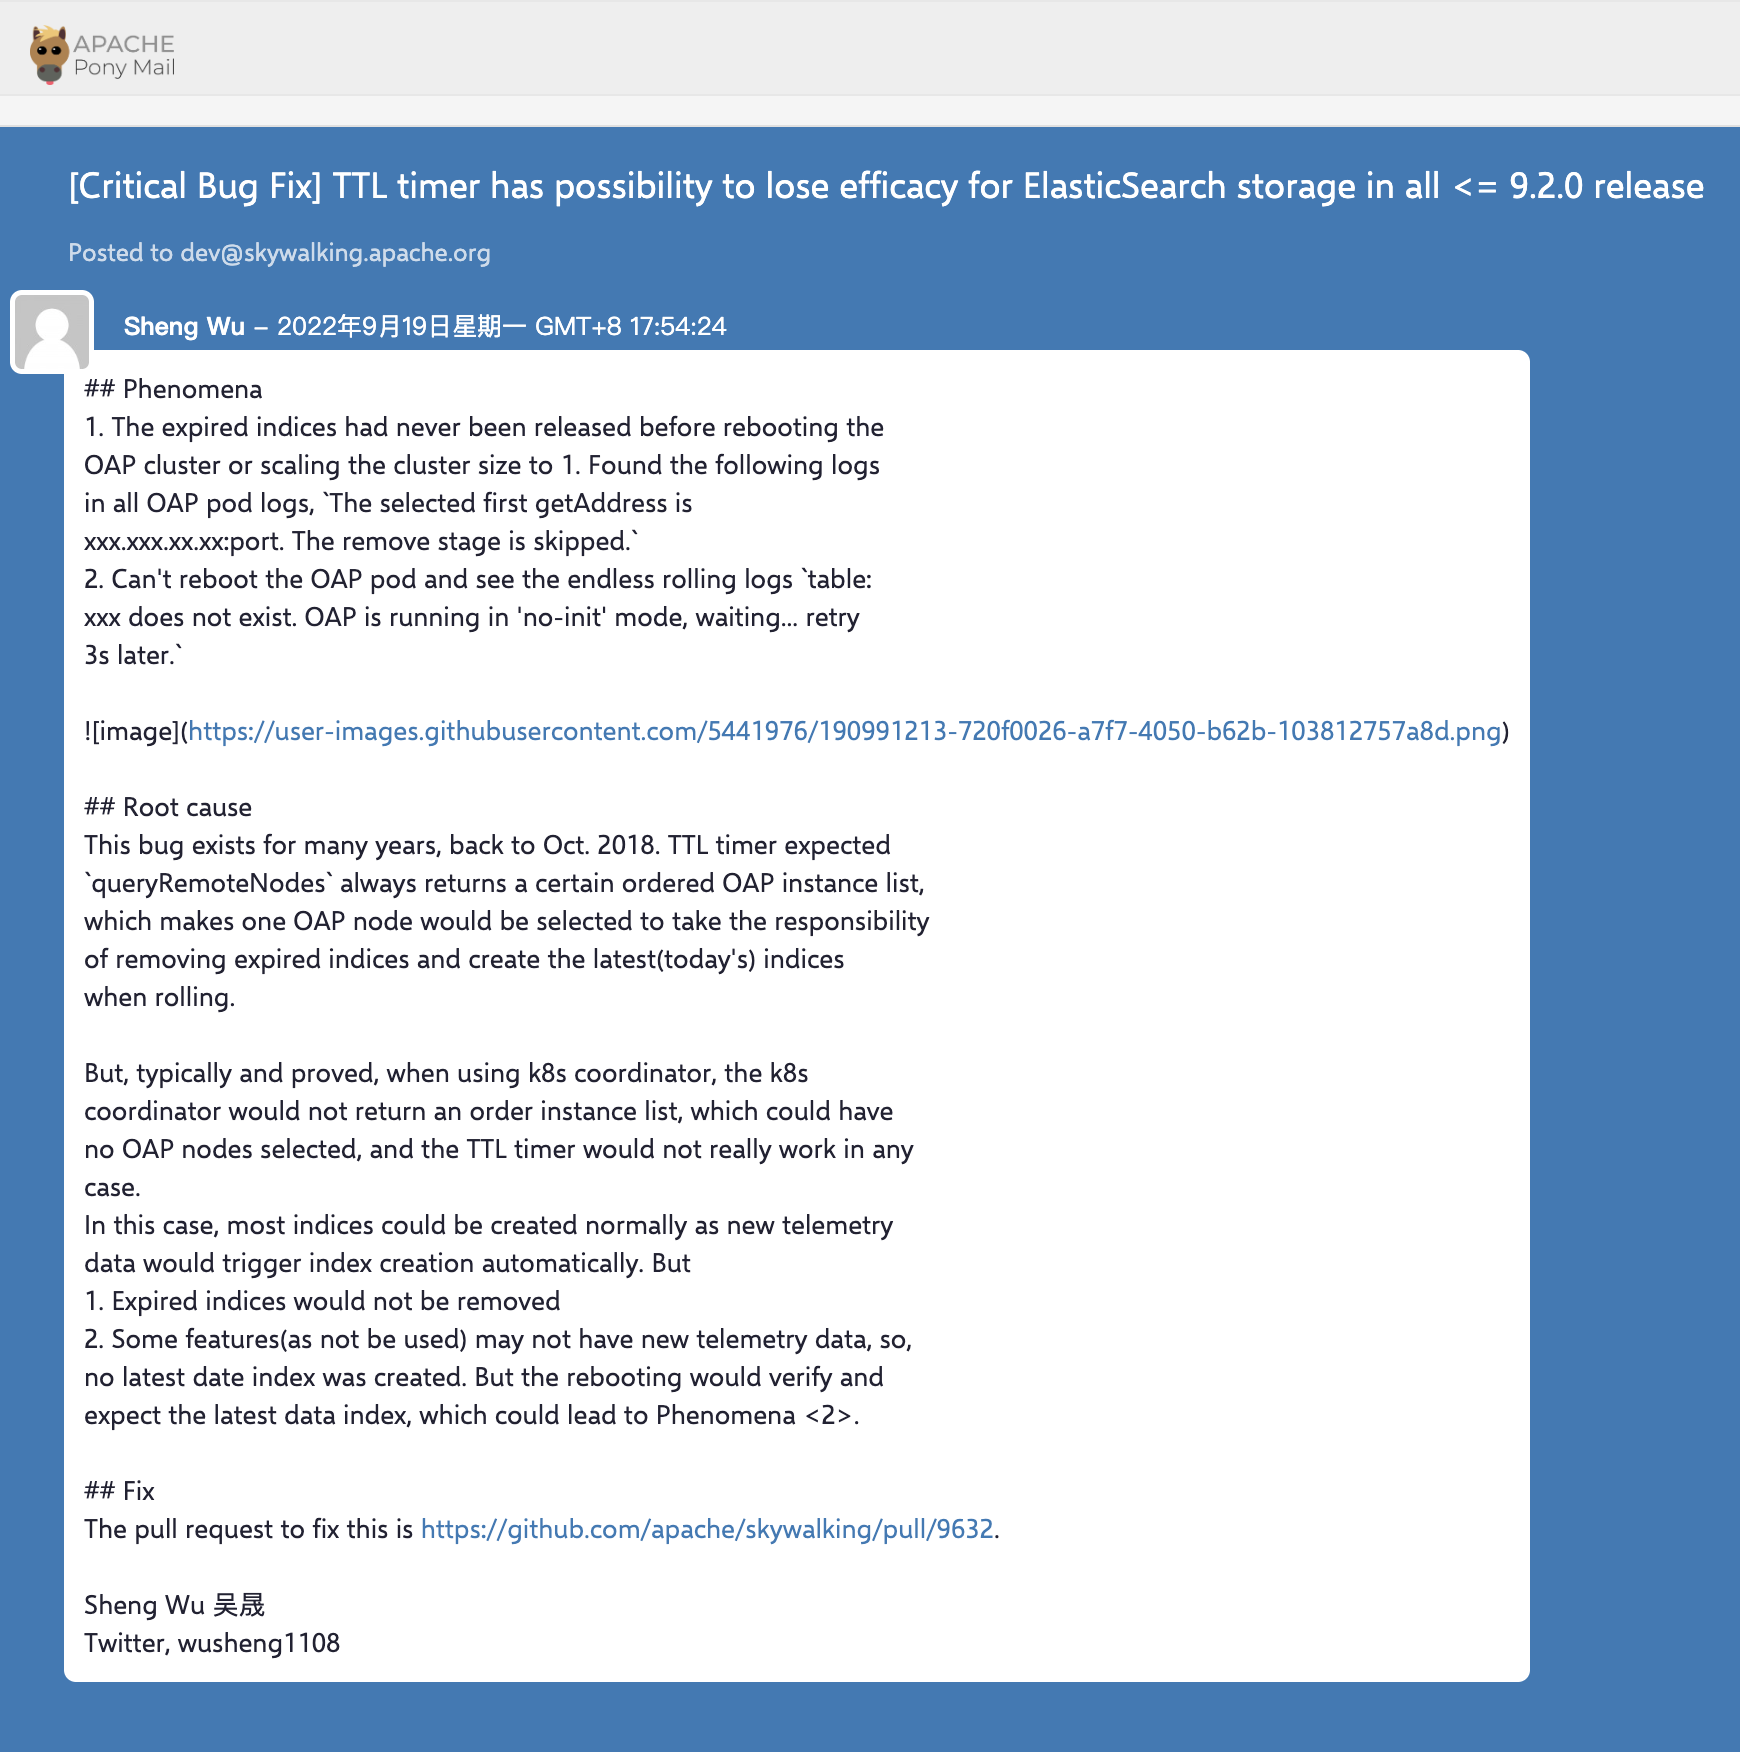 APACHE
Pony Mail
[Critical Bug Fix] TTL timer has possibility to lose efficacy for ElasticSearch storage in all <= 9.2.0 release
Posted to dev@skywalking.apache.org
Sheng Wu – 2022年9月19日星期一 GMT+8 17:54:24
## Phenomena
1. The expired indices had never been released before rebooting the
OAP cluster or scaling the cluster size to 1. Found the following logs
in all OAP pod logs, `The selected first getAddress is
xxx.xxx.xx.xx:port. The remove stage is skipped.`
2. Can't reboot the OAP pod and see the endless rolling logs `table:
xxx does not exist. OAP is running in 'no-init' mode, waiting... retry
3s later.`
![image](https://user-images.githubusercontent.com/5441976/190991213-720f0026-a7f7-4050-b62b-103812757a8d.png)
## Root cause
This bug exists for many years, back to Oct. 2018. TTL timer expected
`queryRemoteNodes` always returns a certain ordered OAP instance list,
which makes one OAP node would be selected to take the responsibility
of removing expired indices and create the latest(today's) indices
when rolling.
But, typically and proved, when using k8s coordinator, the k8s
coordinator would not return an order instance list, which could have
no OAP nodes selected, and the TTL timer would not really work in any
case.
In this case, most indices could be created normally as new telemetry
data would trigger index creation automatically. But
1. Expired indices would not be removed
2. Some features(as not be used) may not have new telemetry data, so,
no latest date index was created. But the rebooting would verify and
expect the latest data index, which could lead to Phenomena <2>.
## Fix
The pull request to fix this is https://github.com/apache/skywalking/pull/9632.
Sheng Wu 吴晟
Twitter, wusheng1108